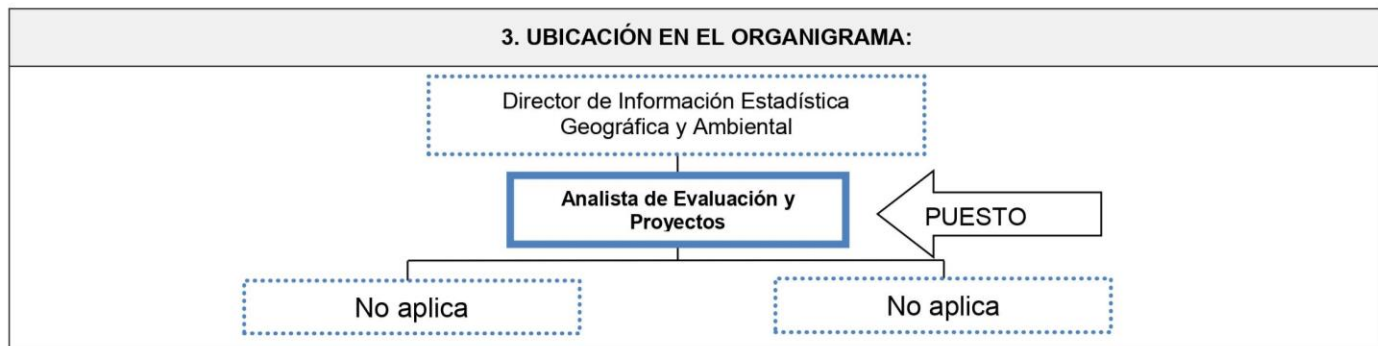 3. UBICACIÓN EN EL ORGANIGRAMA:
Director de Información Estadística
Geográfica y Ambiental
Analista de Evaluación y
Proyectos
PUESTO
No aplica
No aplica